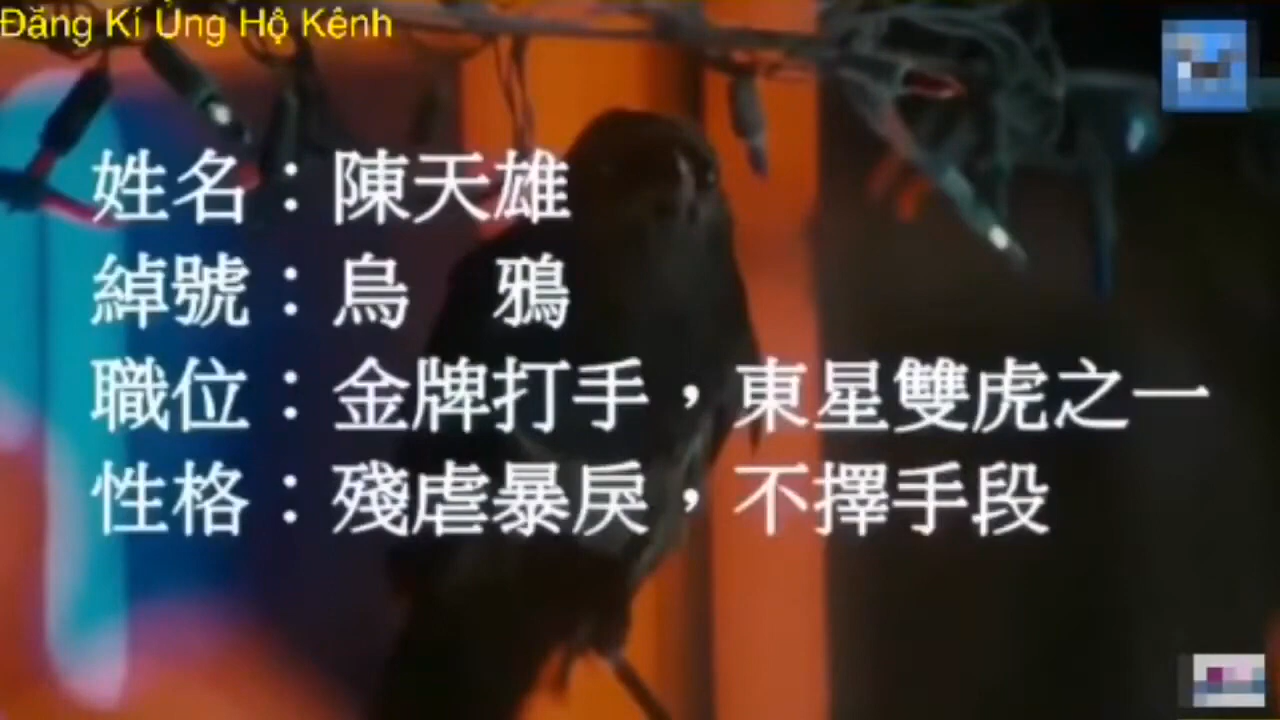 Đăng Kí Ủng Hộ Kênh
姓名：陳天雄
綽號：烏　鴉
職位：金牌打手，東星雙虎之一
性格：殘虐暴戾，不擇手段